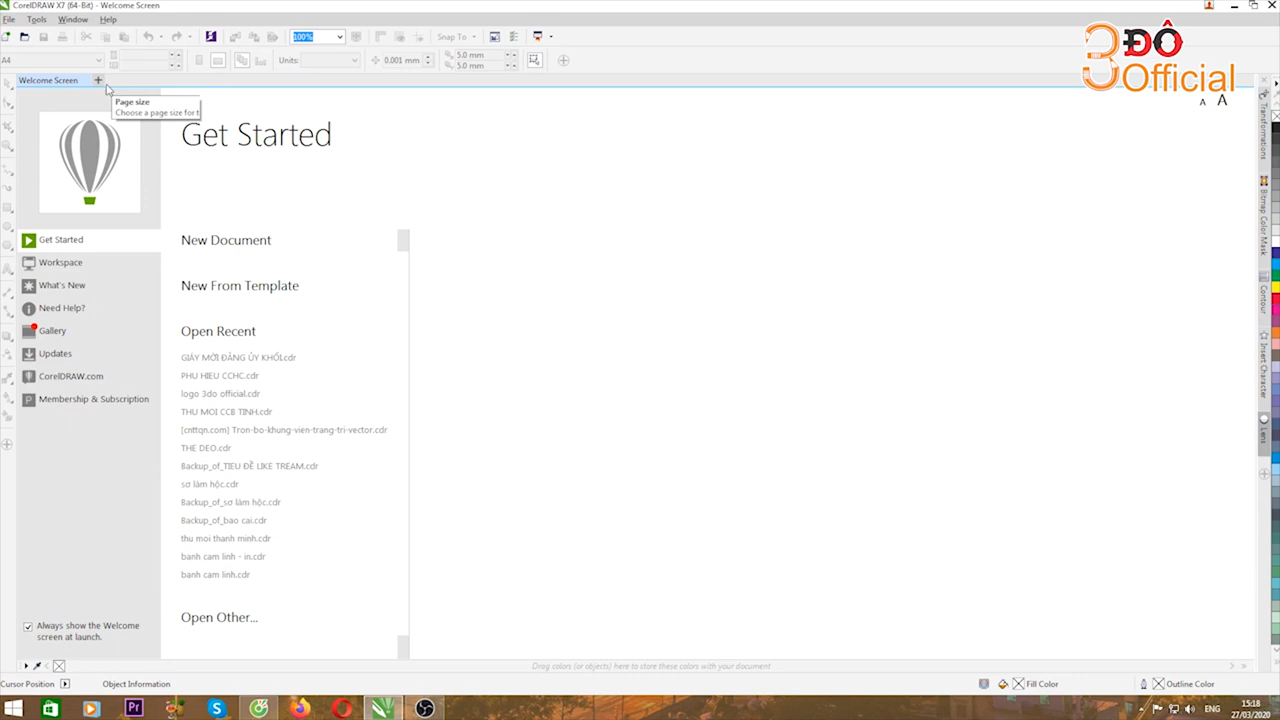 CorelDRAW X7 (64-Bit) - Welcome Screen
File Tools Window Help
100% Snap To
A4 Units: 0.001 mm 5.0 mm
5.0 mm
3ĐÔ
Official
Welcome Screen
Page size
Choose a page size for t
A A
Get Started
New Document
New From Template
Open Recent
GIẤY MỜI ĐẢNG ỦY KHỐI.cdr
PHU HIEU CCHC.cdr
logo 3do official.cdr
THU MOI CCB TINH.cdr
[cnttqn.com] Tron-bo-khung-vien-trang-tri-vector.cdr
THE DEO.cdr
Backup_of_TIEU ĐỀ LIKE TREAM.cdr
sơ làm hộc.cdr
Backup_of_sơ làm hộc.cdr
Backup_of_bao cai.cdr
thu moi thanh minh.cdr
banh cam linh - in.cdr
banh cam linh.cdr
Open Other...
Get Started
Workspace
What's New
Need Help?
Gallery
Updates
CorelDRAW.com
Membership & Subscription
Always show the Welcome
screen at launch.
Transformations
Bitmap Color Mask
Contour
Insert Character
Lens
Drag colors (or objects) here to store these colors with your document
Cursor Position Object Information Fill Color Outline Color
ENG
15:18
27/03/2020